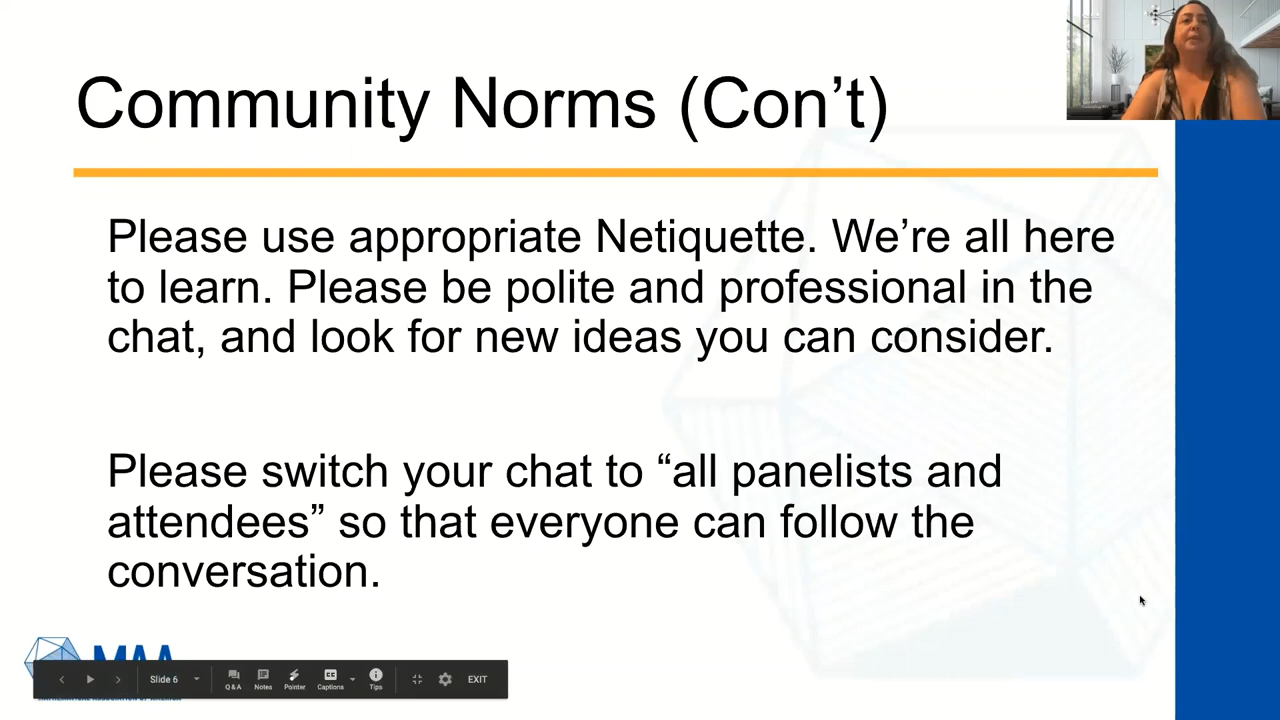 Community Norms (Con’t)
Please use appropriate Netiquette. We’re all here
to learn. Please be polite and professional in the
chat, and look for new ideas you can consider.
Please switch your chat to “all panelists and
attendees” so that everyone can follow the
conversation.
MAA
Slide 6
Q&A
Notes
Pointer
Captions
Tips
EXIT